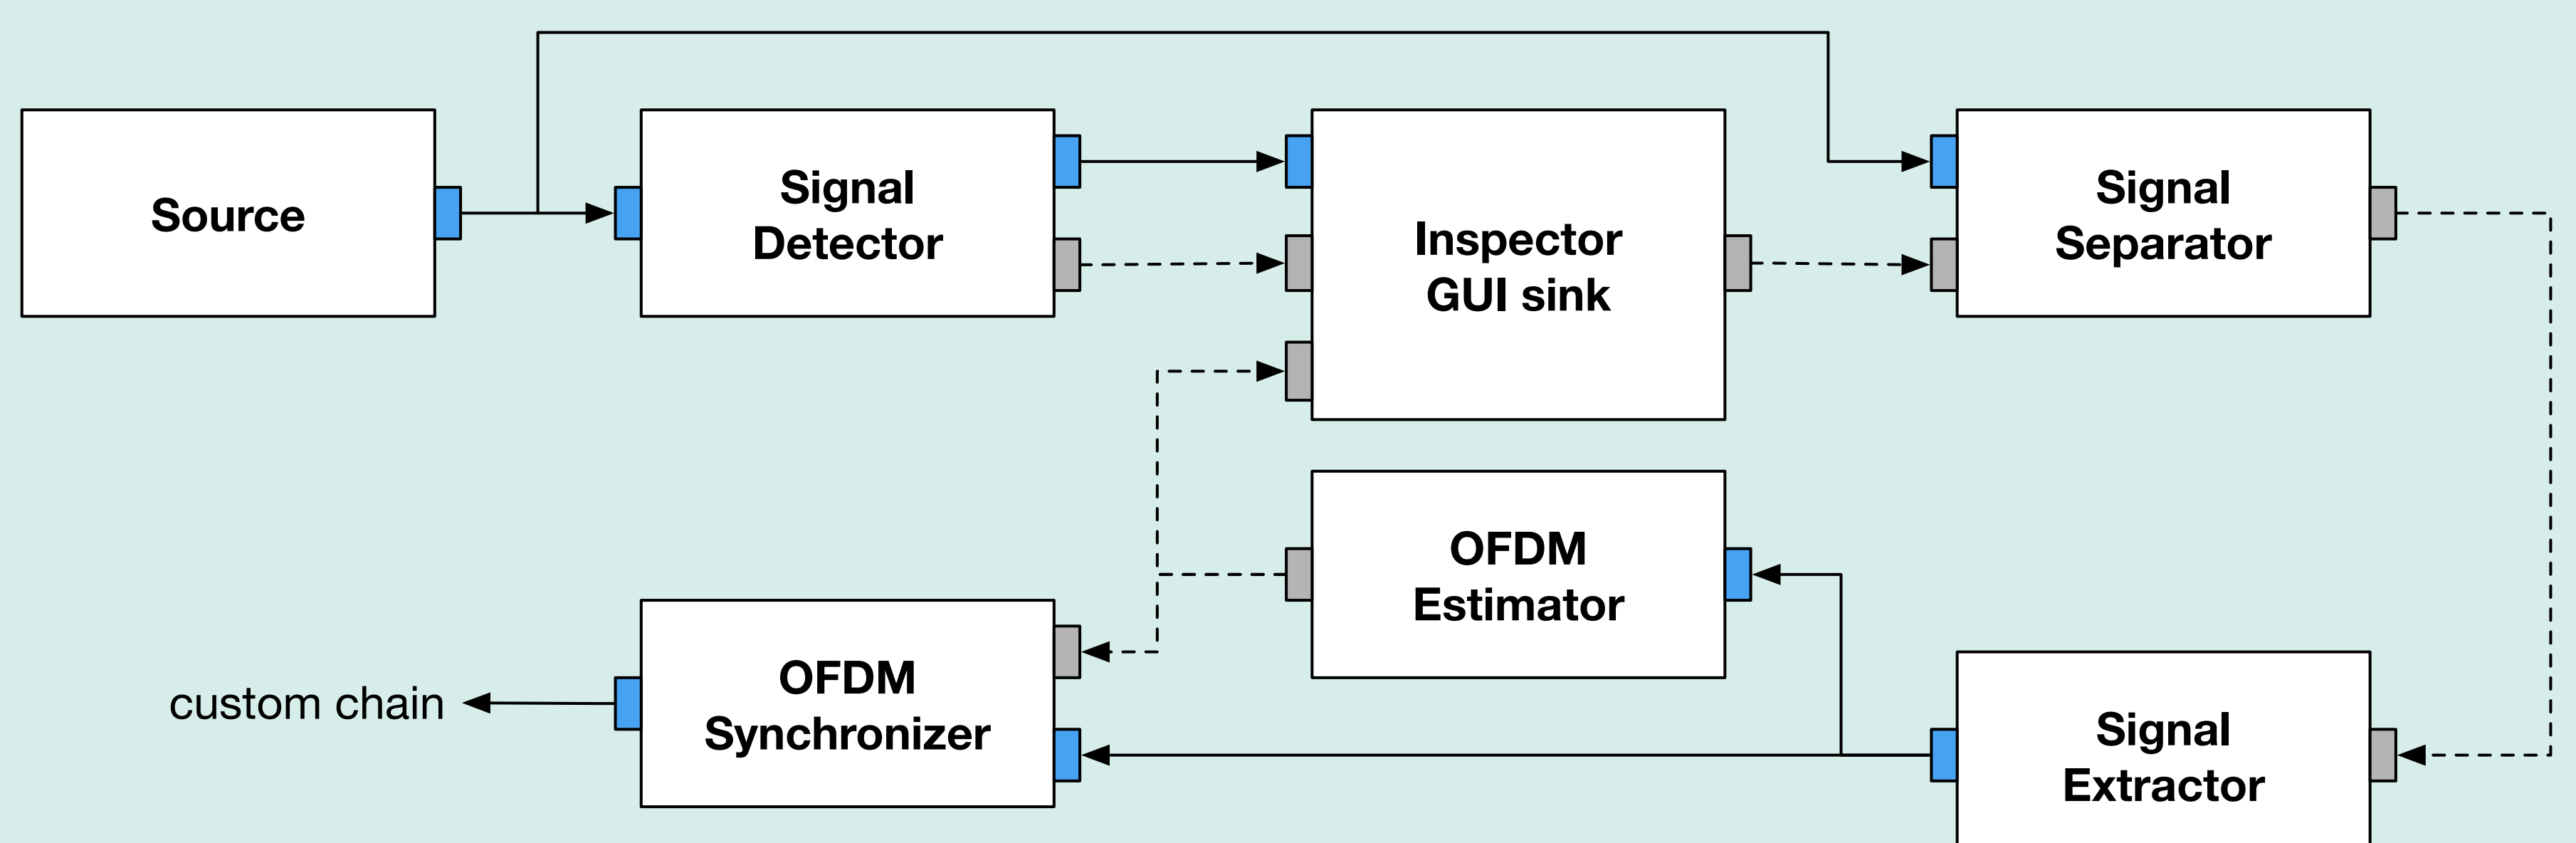 Source
Signal
Detector
Inspector
GUI sink
Signal
Separator
OFDM
Estimator
OFDM
Synchronizer
custom chain
Signal
Extractor